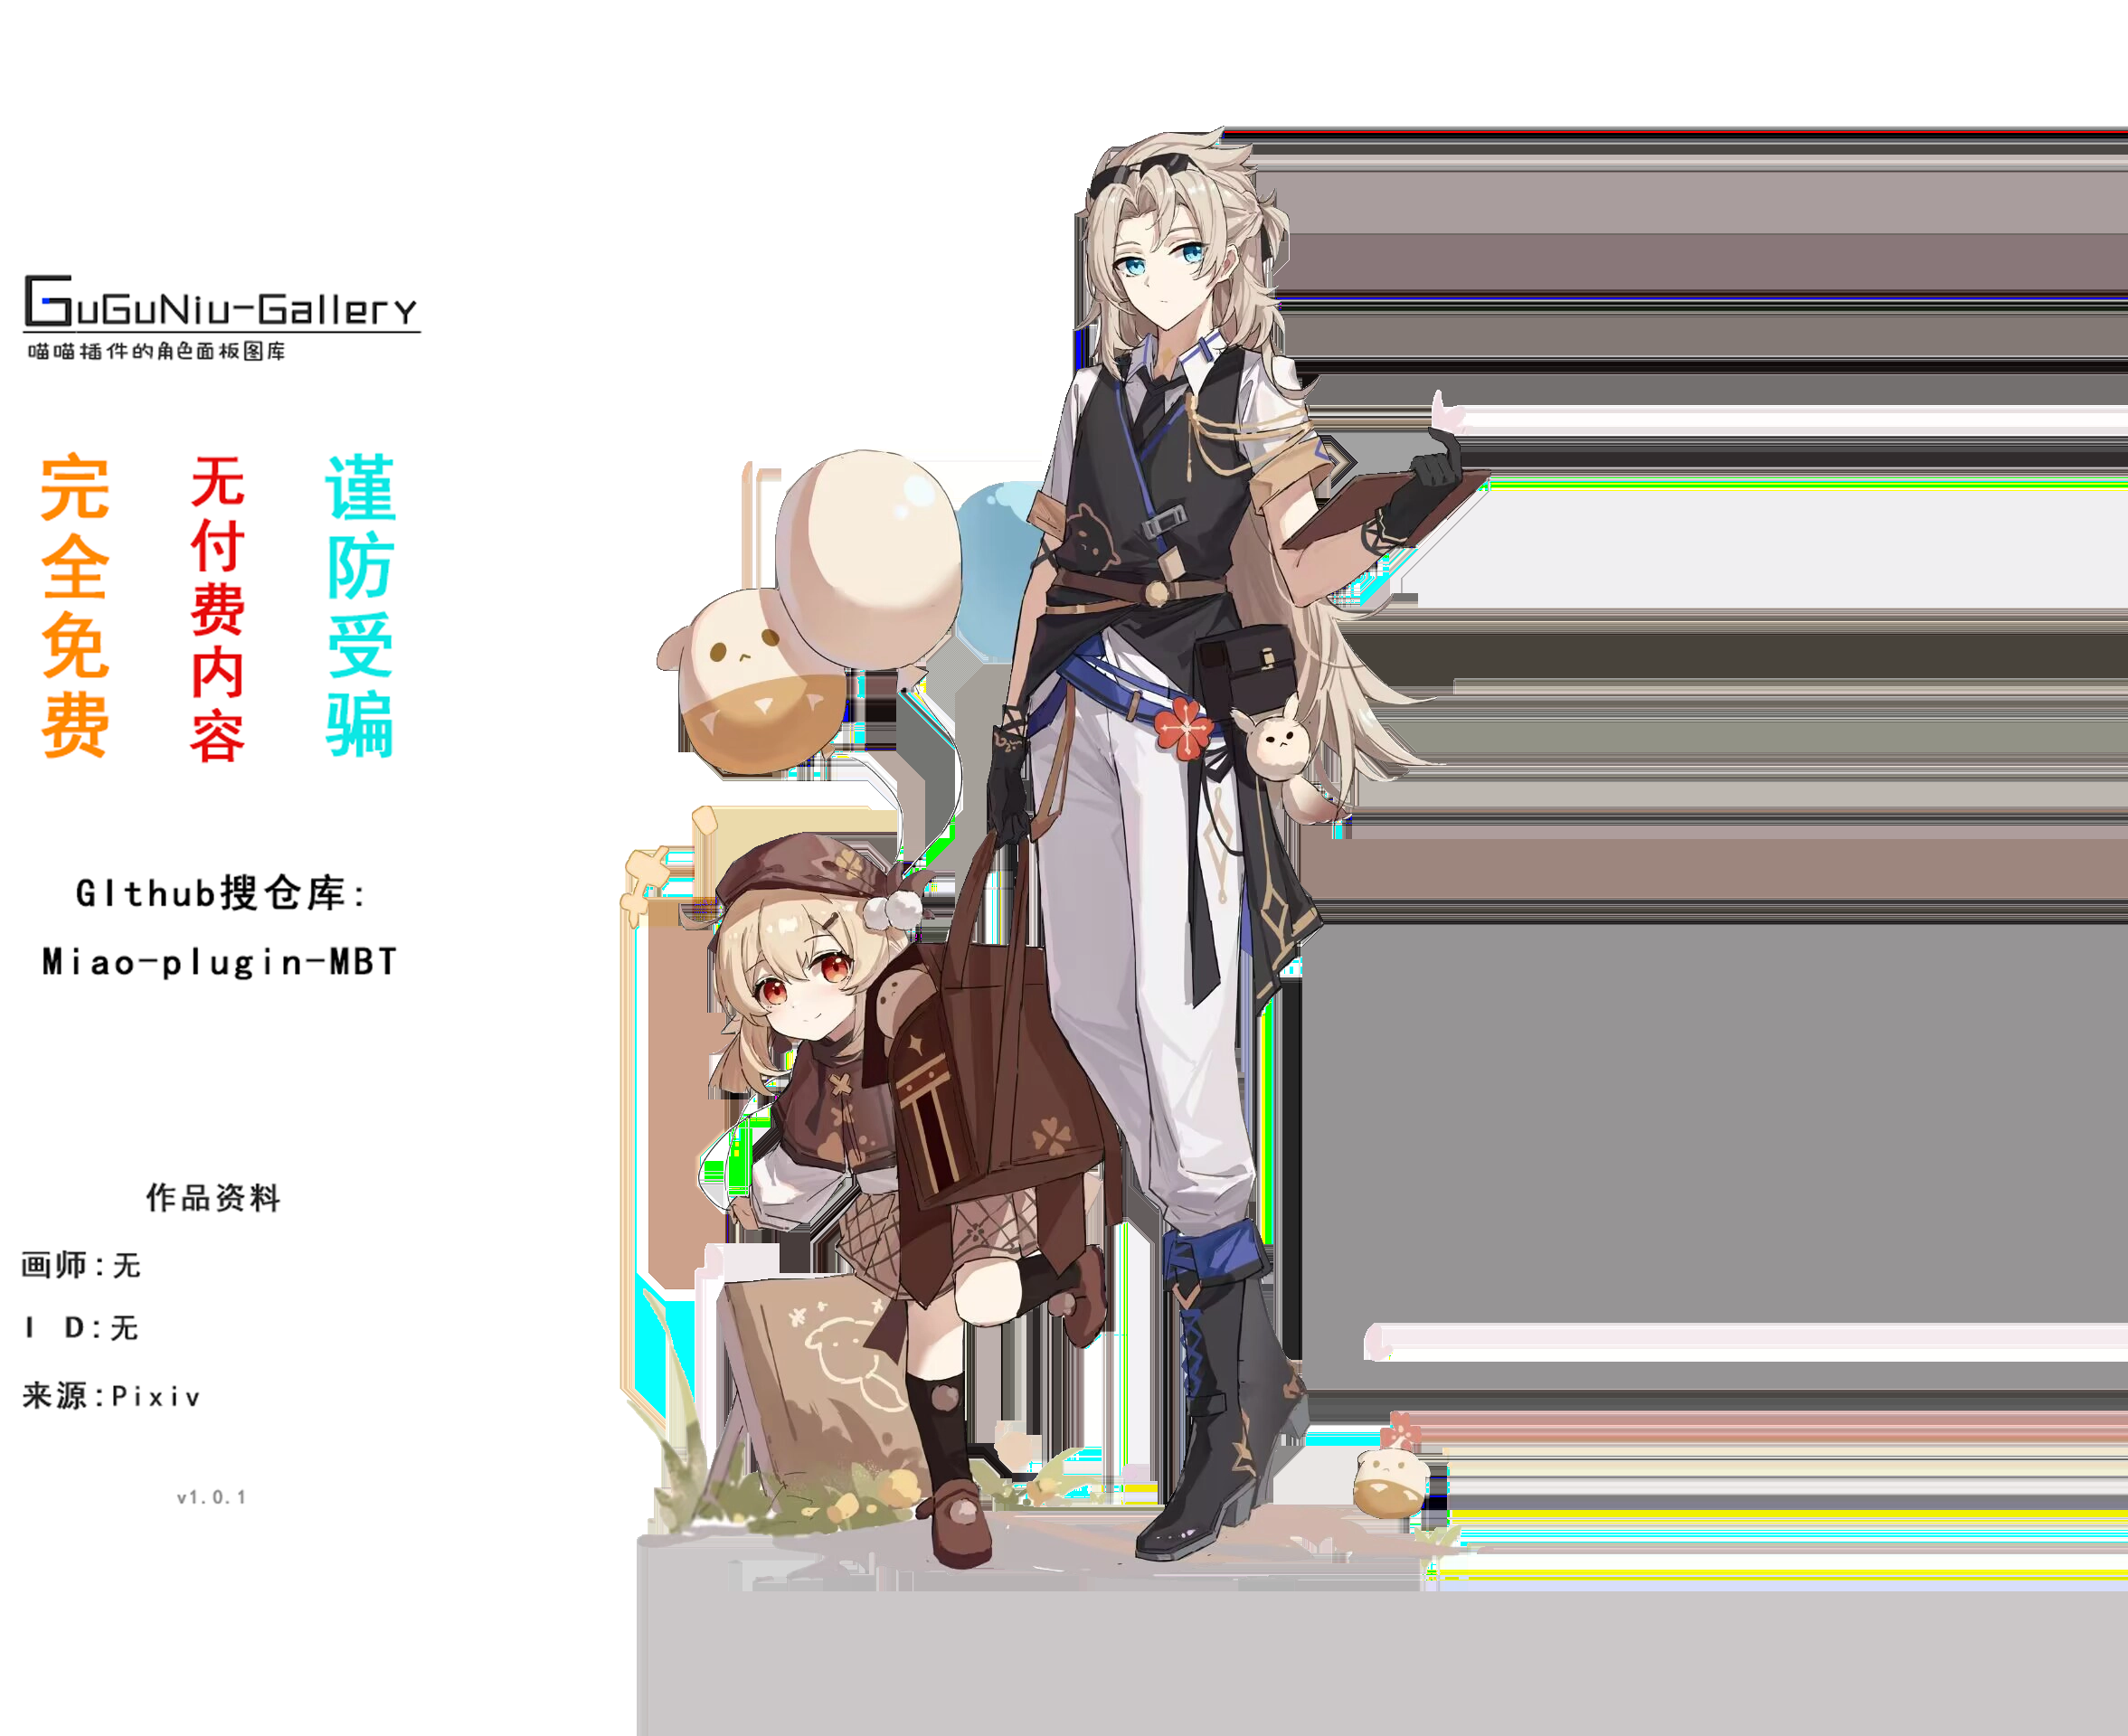 GuGuNiu-Gallery
喵喵插件的角色面板图库
完全免费
无付费内容
谨防受骗
GIthub搜仓库:
Miao-plugin-MBT
作品资料
画师:无
I D:无
来源:Pixiv
v1.0.1